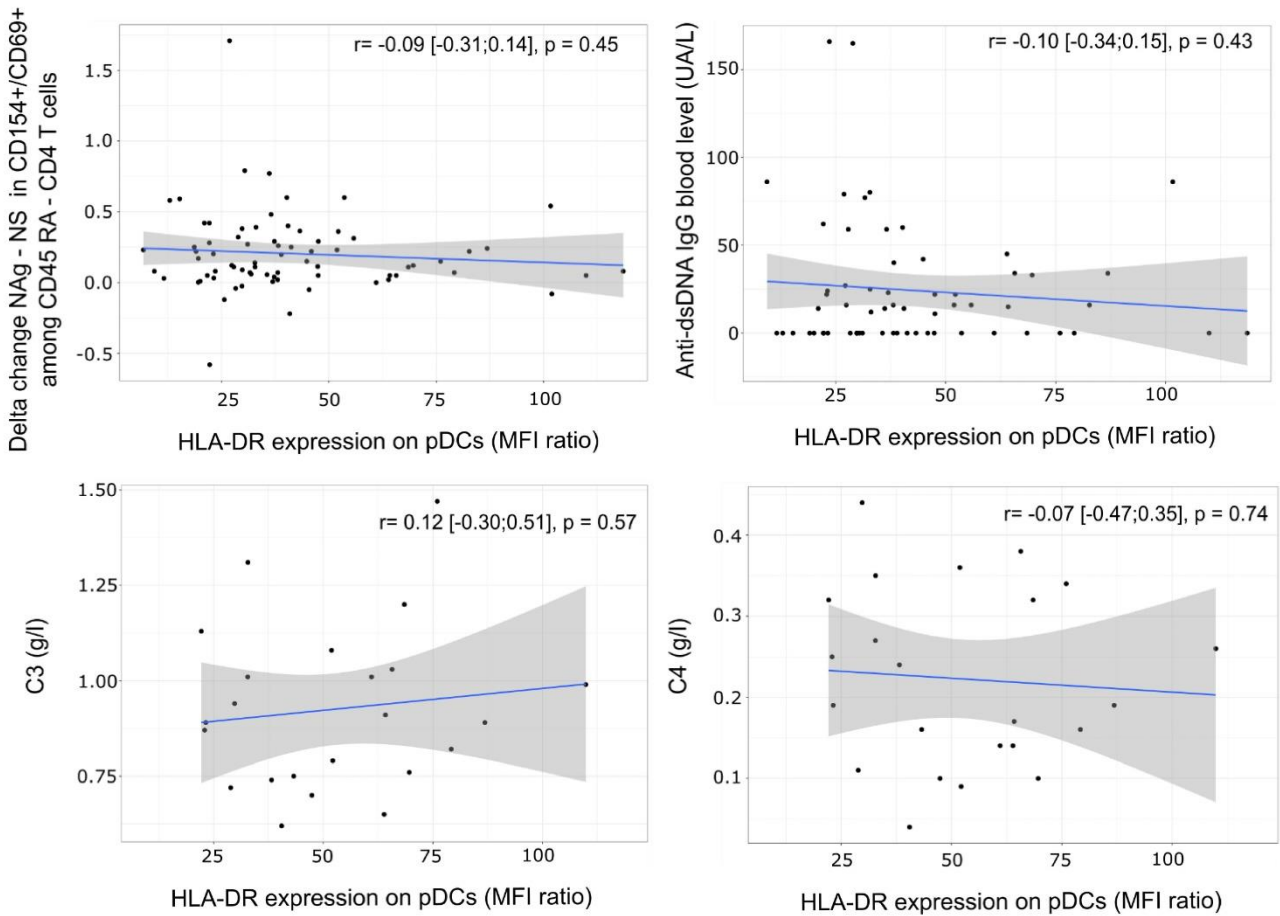 Delta change NAg - NS in CD154+/CD69+
among CD45 RA - CD4 T cells
r= -0.09 [-0.31;0.14], p = 0.45
1.5
1.0
0.5
0.0
-0.5
25 50 75 100
HLA-DR expression on pDCs (MFI ratio)
Anti-dsDNA IgG blood level (UA/L)
r= -0.10 [-0.34;0.15], p = 0.43
150
100
50
0
25 50 75 100
HLA-DR expression on pDCs (MFI ratio)
C3 (g/l)
r= 0.12 [-0.30;0.51], p = 0.57
1.50
1.25
1.00
0.75
25 50 75 100
HLA-DR expression on pDCs (MFI ratio)
C4 (g/l)
r= -0.07 [-0.47;0.35], p = 0.74
0.4
0.3
0.2
0.1
25 50 75 100
HLA-DR expression on pDCs (MFI ratio)